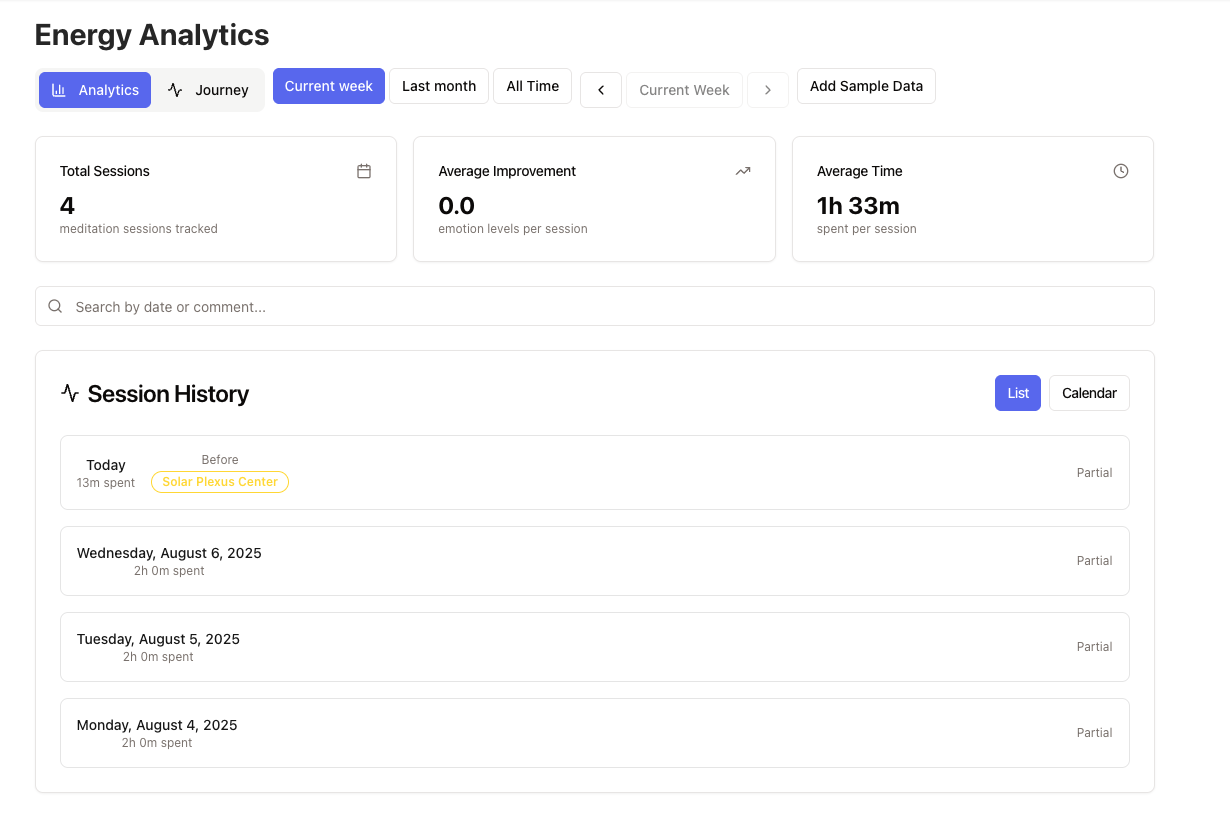 Energy Analytics
Analytics Journey Current week Last month All Time Current Week Add Sample Data
Total Sessions
4
meditation sessions tracked
Average Improvement
0.0
emotion levels per session
Average Time
1h 33m
spent per session
Search by date or comment...
Session History
List Calendar
Today
13m spent
Before
Solar Plexus Center
Partial
Wednesday, August 6, 2025
2h 0m spent
Partial
Tuesday, August 5, 2025
2h 0m spent
Partial
Monday, August 4, 2025
2h 0m spent
Partial